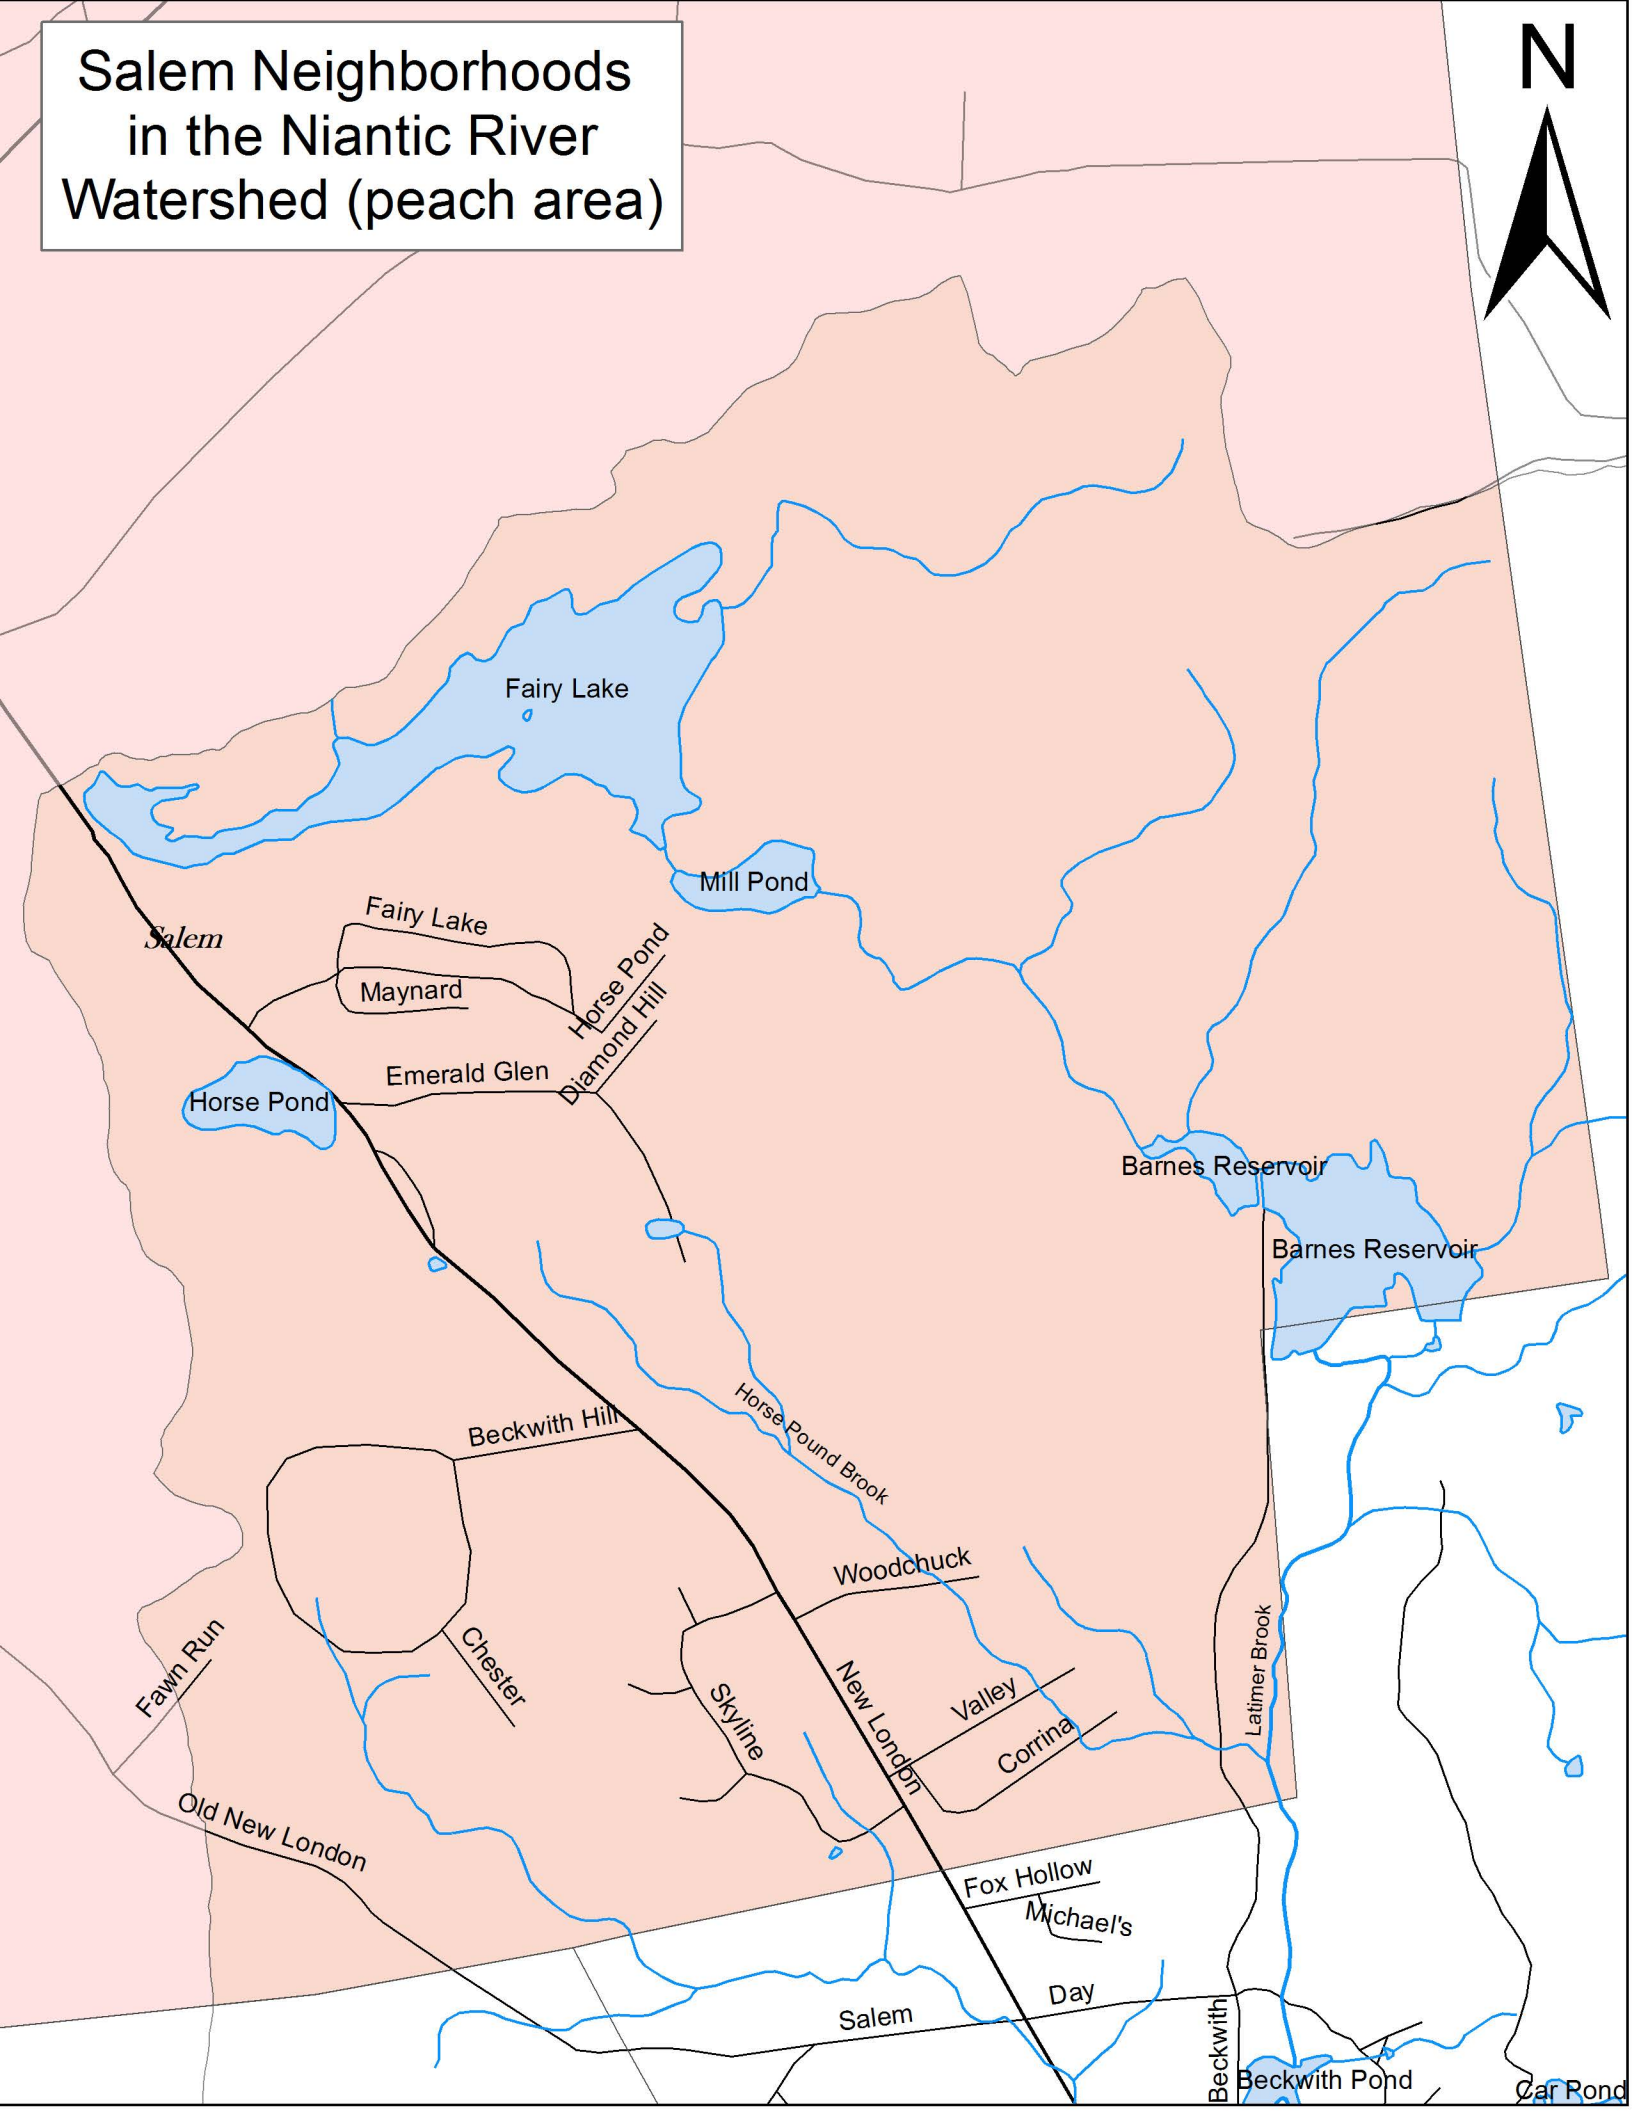 Salem Neighborhoods
in the Niantic River
Watershed (peach area)
N
Fairy Lake
Mill Pond
Fairy Lake
Salem
Horse Pond
Maynard
Diamond Hill
Emerald Glen
Horse Pond
Barnes Reservoir
Barnes Reservoir
Horse Pound Brook
Beckwith Hill
Woodchuck
Latimer Brook
Fawn Run
Chester
Skyline
New London
Valley
Corrina
Old New London
Fox Hollow
Michael's
Day
Salem
Beckwith
Beckwith Pond
Car Pond